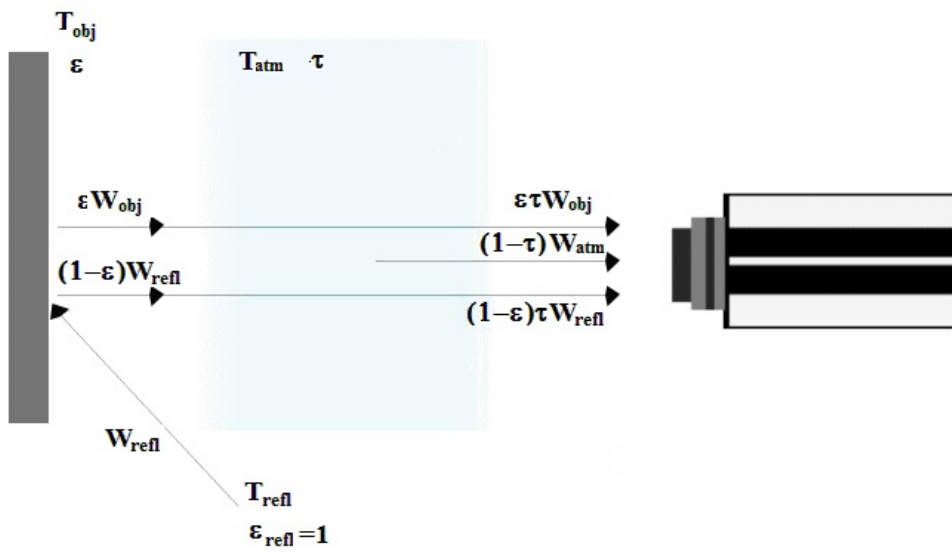 T_obj
ε
T_atm τ
εW_obj
ετW_obj
(1−τ)W_atm
(1−ε)W_refl
(1−ε)τW_refl
W_refl
T_refl
ε_refl=1